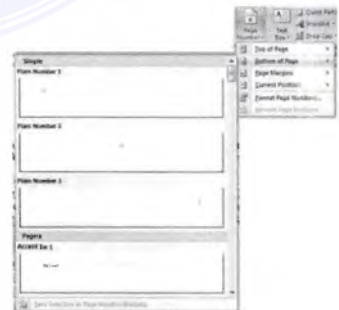 Page Number
Text Box
Quick Parts
WordArt
Drop Cap
Top of Page
Bottom of Page
Page Margins
Current Position
Format Page Numbers...
Remove Page Numbers
Simple
Plain Number 1
Plain Number 2
Plain Number 3
Page X
Accent Bar 1
Save Selection as Page Number (Bottom)